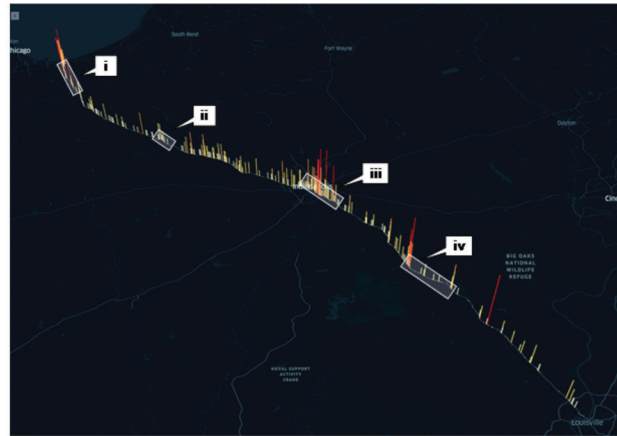 South Bend
Chicago
Fort Wayne
i
ii
Dayton
iii
Cinc
iv
BIG OAKS
NATIONAL
WILDLIFE
REFUGE
NAVAL SUPPORT
ACTIVITY
CRANE
Louisville